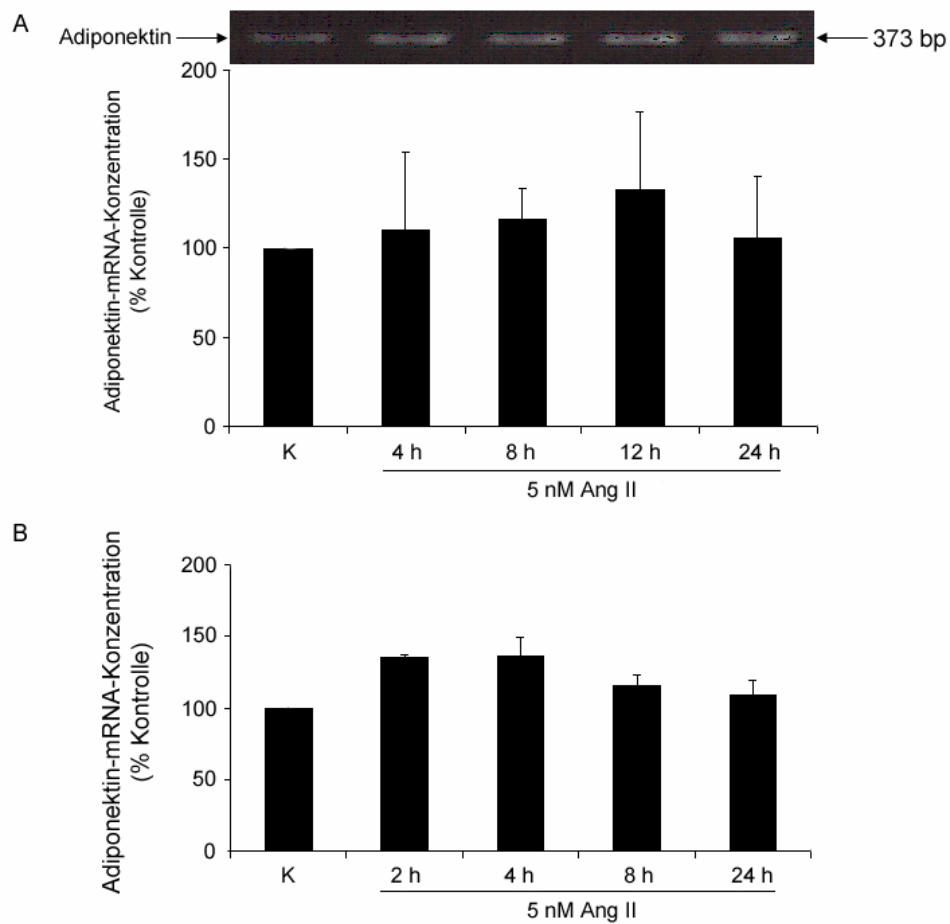 A
Adiponektin
373 bp
Adiponektin-mRNA-Konzentration
(% Kontrolle)
200
150
100
50
0
K 4 h 8 h 12 h 24 h
5 nM Ang II
B
Adiponektin-mRNA-Konzentration
(% Kontrolle)
200
150
100
50
0
K 2 h 4 h 8 h 24 h
5 nM Ang II